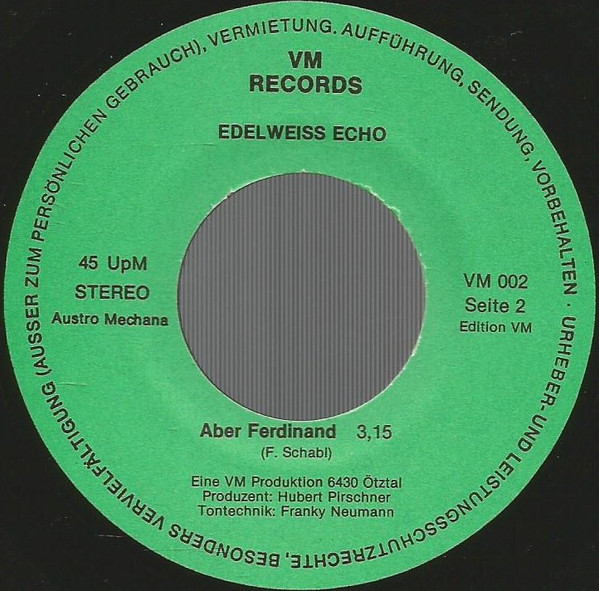 URHEBER- UND LEISTUNGSSCHUTZRECHTE, BESONDERS VERVIELFÄLTIGUNG (AUSSER ZUM PERSÖNLICHEN GEBRAUCH), VERMIETUNG. AUFFÜHRUNG, SENDUNG, VORBEHALTEN ·
VM
RECORDS
EDELWEISS ECHO
45 UpM
STEREO
Austro Mechana
VM 002
Seite 2
Edition VM
Aber Ferdinand 3,15
(F. Schabl)
Eine VM Produktion 6430 Ötztal
Produzent: Hubert Pirschner
Tontechnik: Franky Neumann